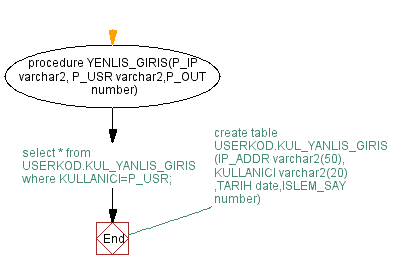 procedure YENLIS_GIRIS(P_IP
varchar2, P_USR varchar2,P_OUT
number)
select * from
USERKOD.KUL_YANLIS_GIRIS
where KULLANICI=P_USR;
create table
USERKOD.KUL_YANLIS_GIRIS
(IP_ADDR varchar2(50),
KULLANICI varchar2(20)
,TARIH date,ISLEM_SAY
number)
End